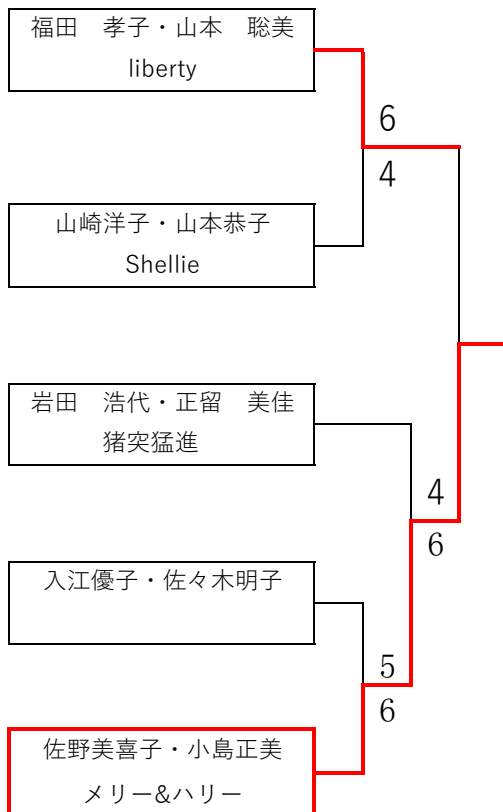 福田　孝子・山本　聡美
liberty
6
4
山崎洋子・山本恭子
Shellie
岩田　浩代・正留　美佳
猪突猛進
4
6
入江優子・佐々木明子
5
6
佐野美喜子・小島正美
メリー&ハリー